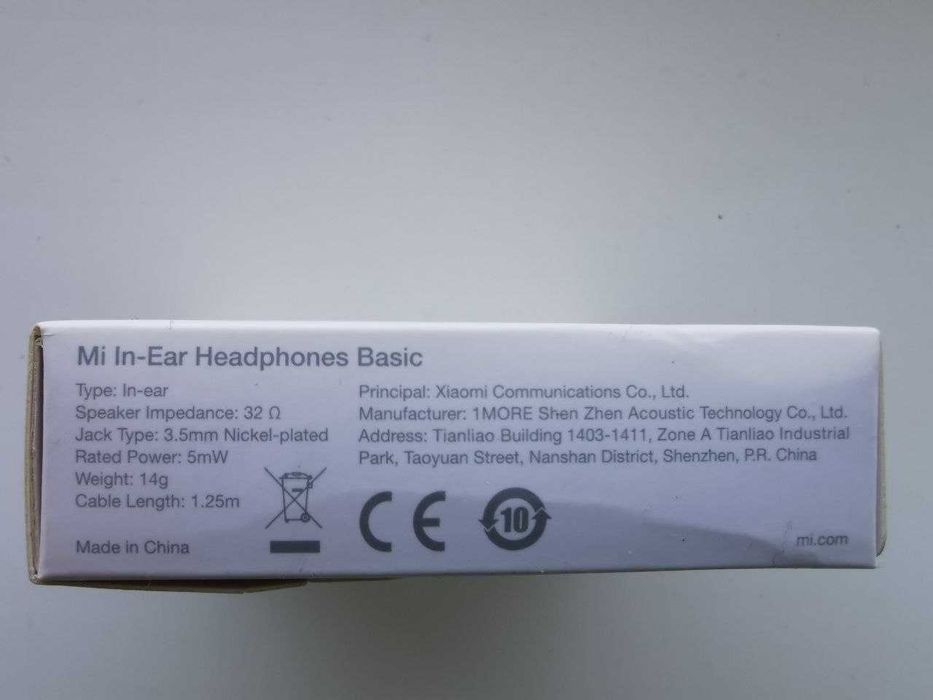 Mi In-Ear Headphones Basic
Type: In-ear
Speaker Impedance: 32 Ω
Jack Type: 3.5mm Nickel-plated
Rated Power: 5mW
Weight: 14g
Cable Length: 1.25m
Made in China
Principal: Xiaomi Communications Co., Ltd.
Manufacturer: 1MORE Shen Zhen Acoustic Technology Co., Ltd.
Address: Tianliao Building 1403-1411, Zone A Tianliao Industrial
Park, Taoyuan Street, Nanshan District, Shenzhen, P.R. China
CE
10
mi.com